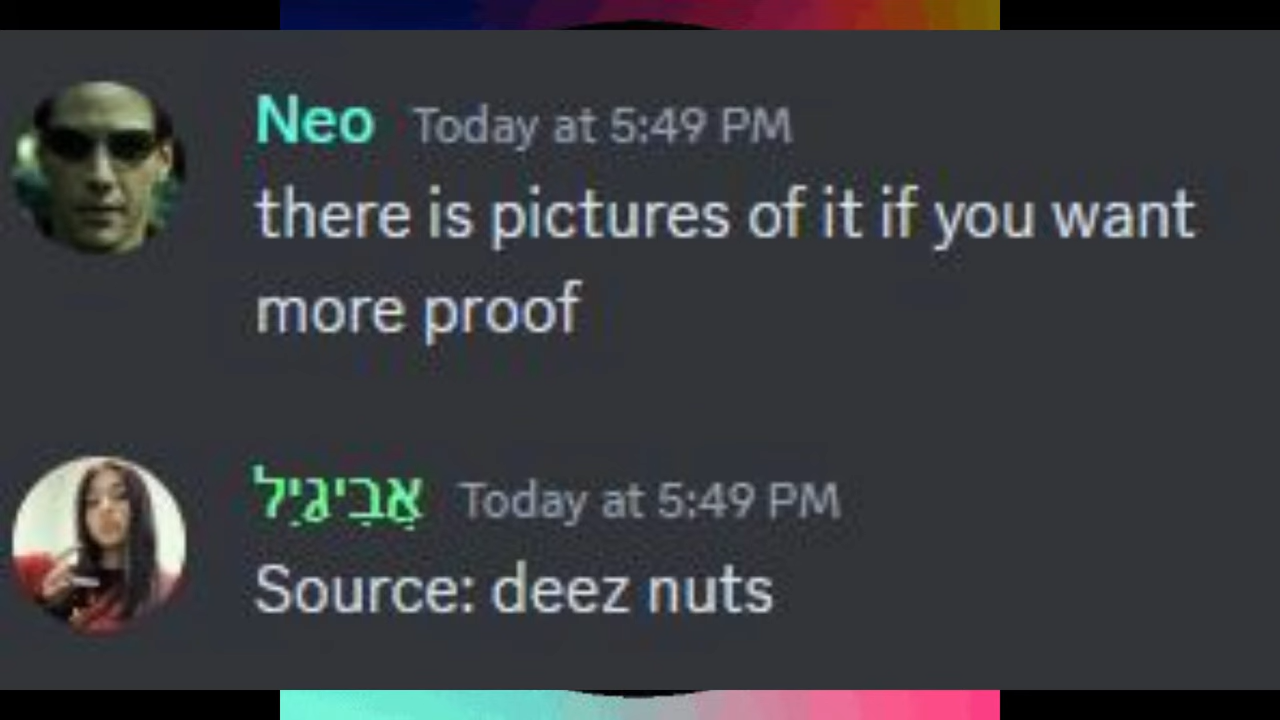 Neo Today at 5:49 PM
there is pictures of it if you want
more proof
אֲבִיגַיִל Today at 5:49 PM
Source: deez nuts